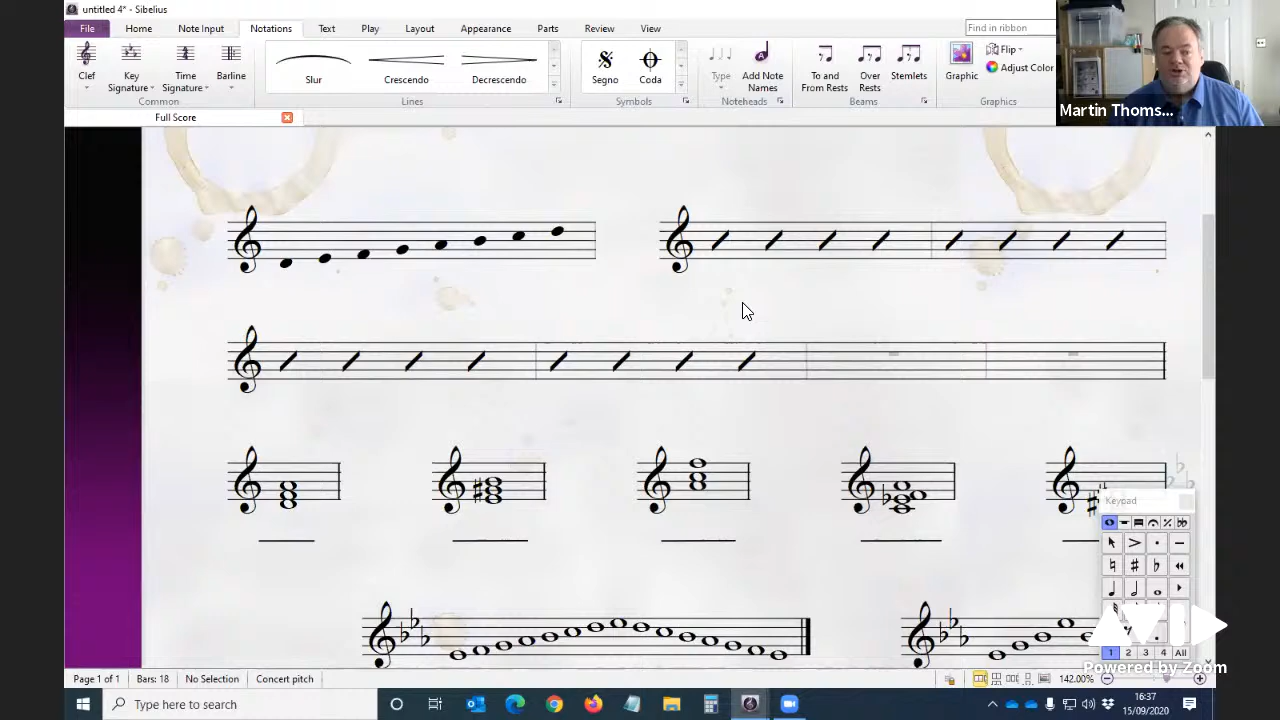 untitled 4* - Sibelius
File Home Notations Note Input Text Play Layout Appearance Parts Review View Find in ribbon
Clef Key Signature Time Signature Barline Slur Crescendo Decrescendo Segno Coda Type Add Note Names To and From Rests Over Rests Stemlets Graphic Flip Adjust Color
Common Lines Symbols Noteheads Beams Graphics
Martin Thoms...
Full Score
Keypad
1 2 3 4 All
AVID
Powered by Zoom
Page 1 of 1 Bars: 18 No Selection Concert pitch 142.00%
Type here to search
16:37
15/09/2020